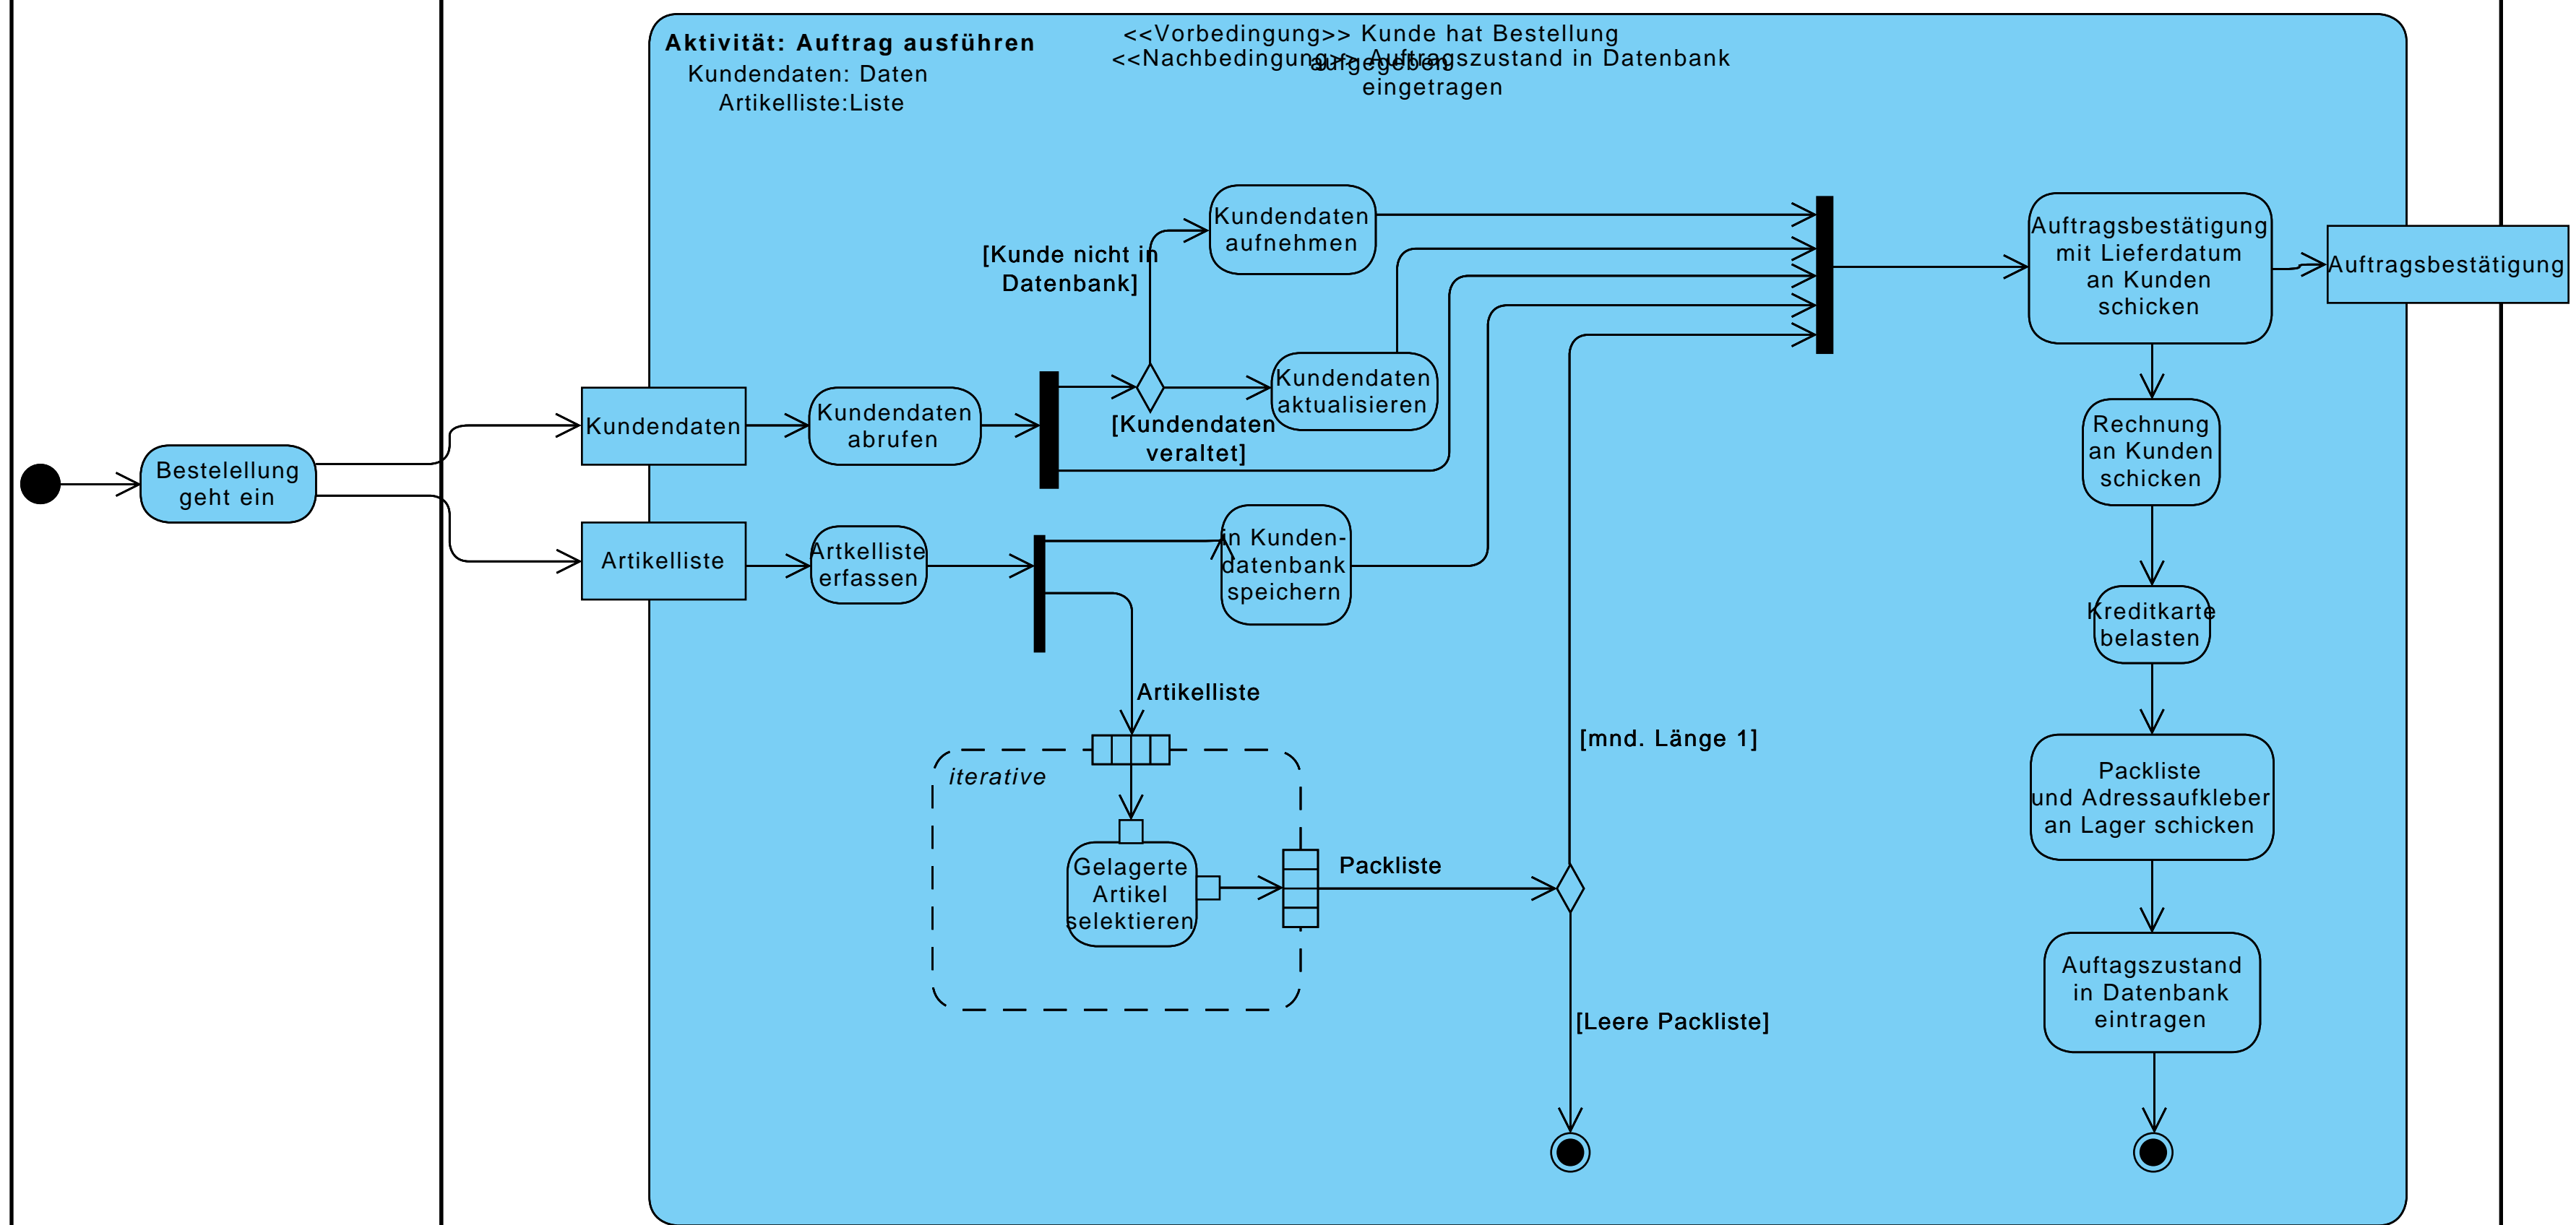 Aktivität: Auftrag ausführen
Kundendaten: Daten
Artikelliste:Liste
<<Vorbedingung>> Kunde hat Bestellung
aufgegeben
<<Nachbedingung>> Auftragszustand in Datenbank
eingetragen
Bestelellung
geht ein
Kundendaten
Artikelliste
Kundendaten
abrufen
Artkelliste
erfassen
[Kunde nicht in
Datenbank]
Kundendaten
aufnehmen
Kundendaten
aktualisieren
[Kundendaten
veraltet]
in Kunden-
datenbank
speichern
Artikelliste
iterative
Gelagerte
Artikel
selektieren
Packliste
[mnd. Länge 1]
[Leere Packliste]
Auftragsbestätigung
mit Lieferdatum
an Kunden
schicken
Auftragsbestätigung
Rechnung
an Kunden
schicken
Kreditkarte
belasten
Packliste
und Adressaufkleber
an Lager schicken
Auftagszustand
in Datenbank
eintragen